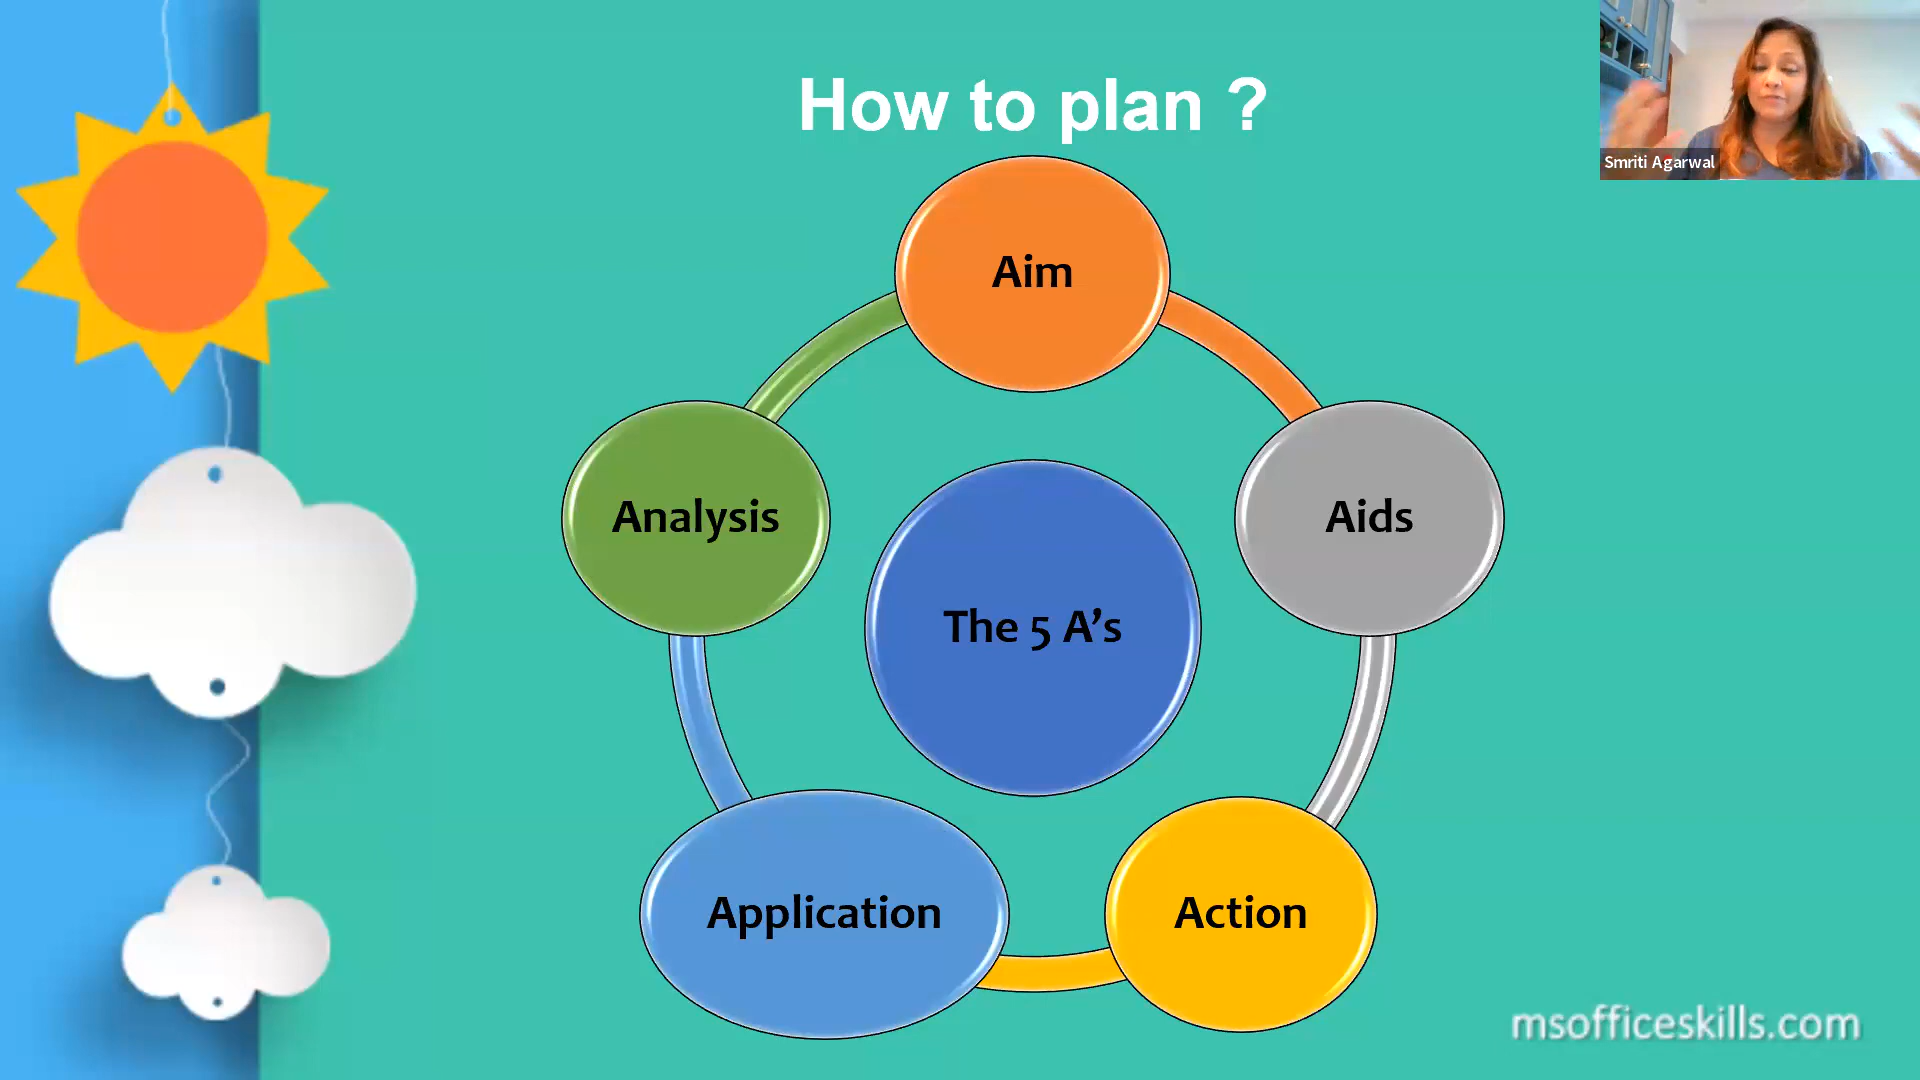 How to plan ?
Smriti Agarwal
Aim
Analysis
Aids
The 5 A’s
Application
Action
msofficeskills.com